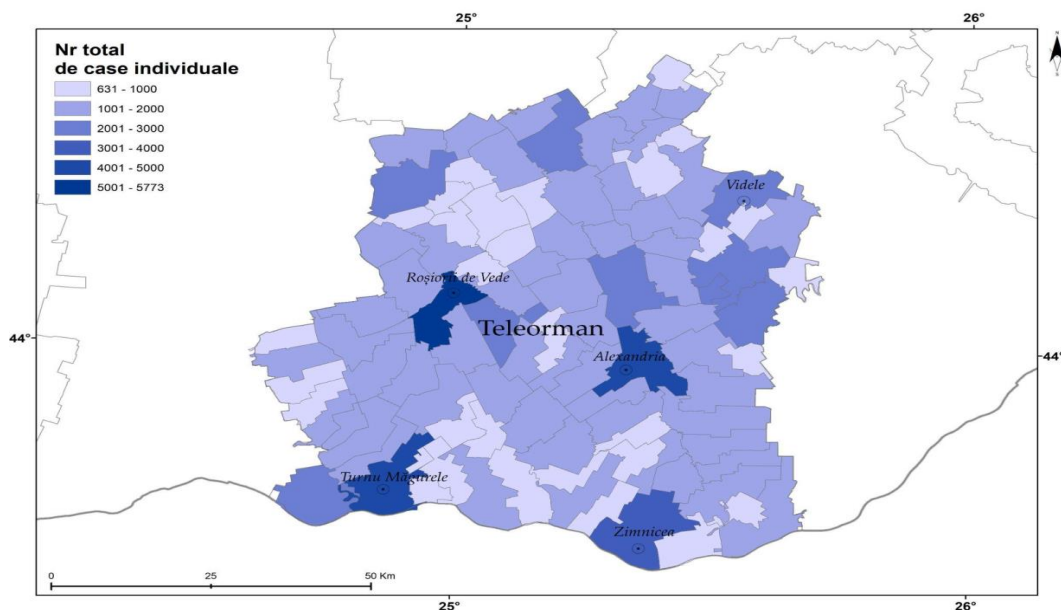 25°
26°
Nr total
de case individuale
631 - 1000
1001 - 2000
2001 - 3000
3001 - 4000
4001 - 5000
5001 - 5773
N
Videle
Roșiorii de Vede
Teleorman
44°
Alexandria
44°
Turnu Măgurele
Zimnicea
0
25
50 Km
25°
26°